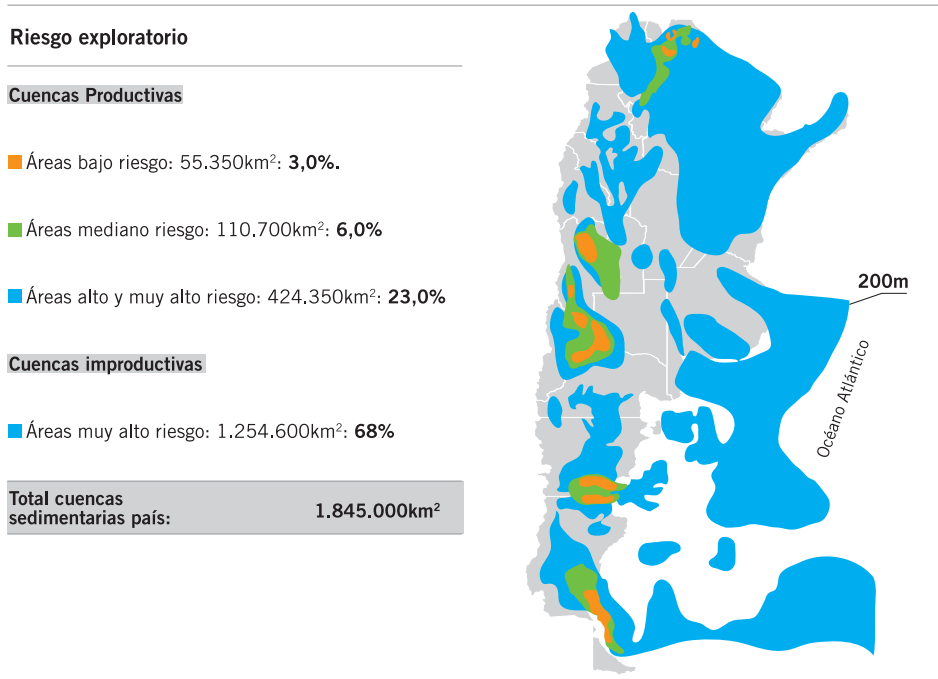 Riesgo exploratorio
Cuencas Productivas
Áreas bajo riesgo: 55.350km²: 3,0%.
Áreas mediano riesgo: 110.700km²: 6,0%
Áreas alto y muy alto riesgo: 424.350km²: 23,0%
Cuencas improductivas
Áreas muy alto riesgo: 1.254.600km²: 68%
Total cuencas
sedimentarias país: 1.845.000km²
200m
Océano Atlántico